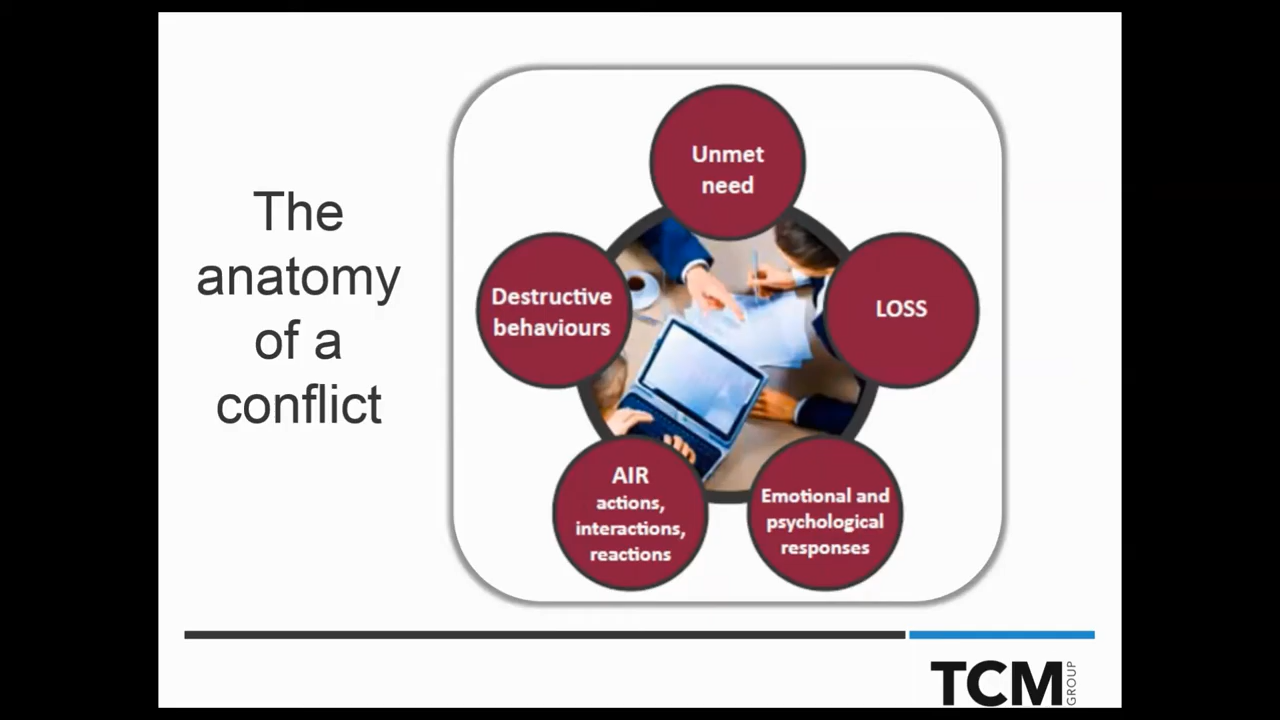 The
anatomy
of a
conflict
Unmet
need
LOSS
Emotional and
psychological
responses
AIR
actions,
interactions,
reactions
Destructive
behaviours
TCM
GROUP